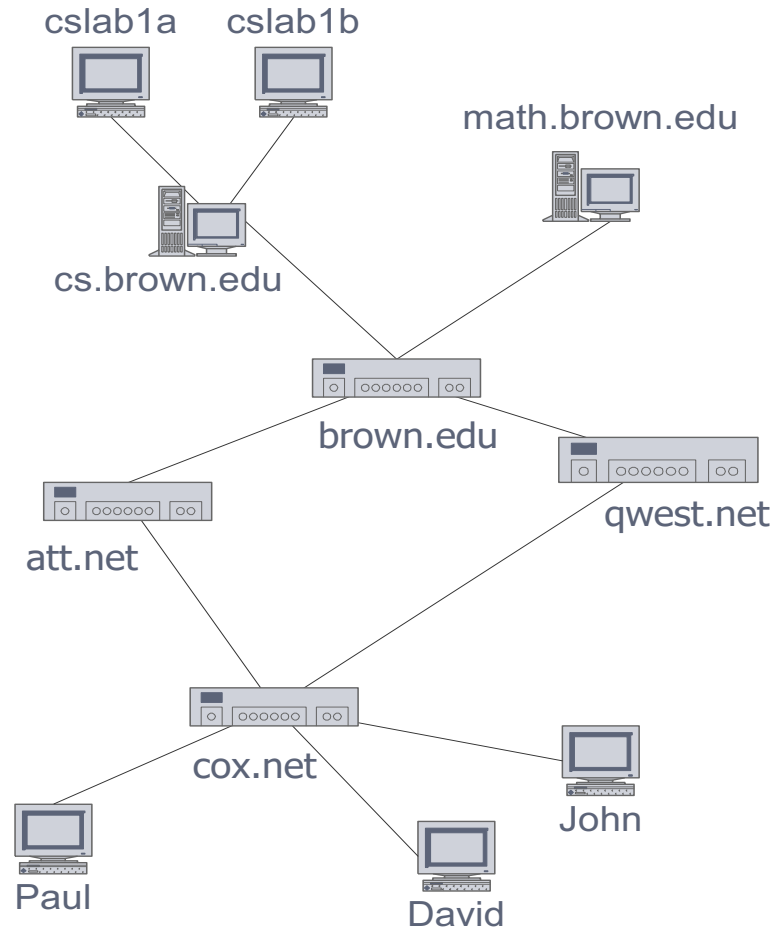 cslab1a
cslab1b
math.brown.edu
cs.brown.edu
brown.edu
qwest.net
att.net
cox.net
John
Paul
David